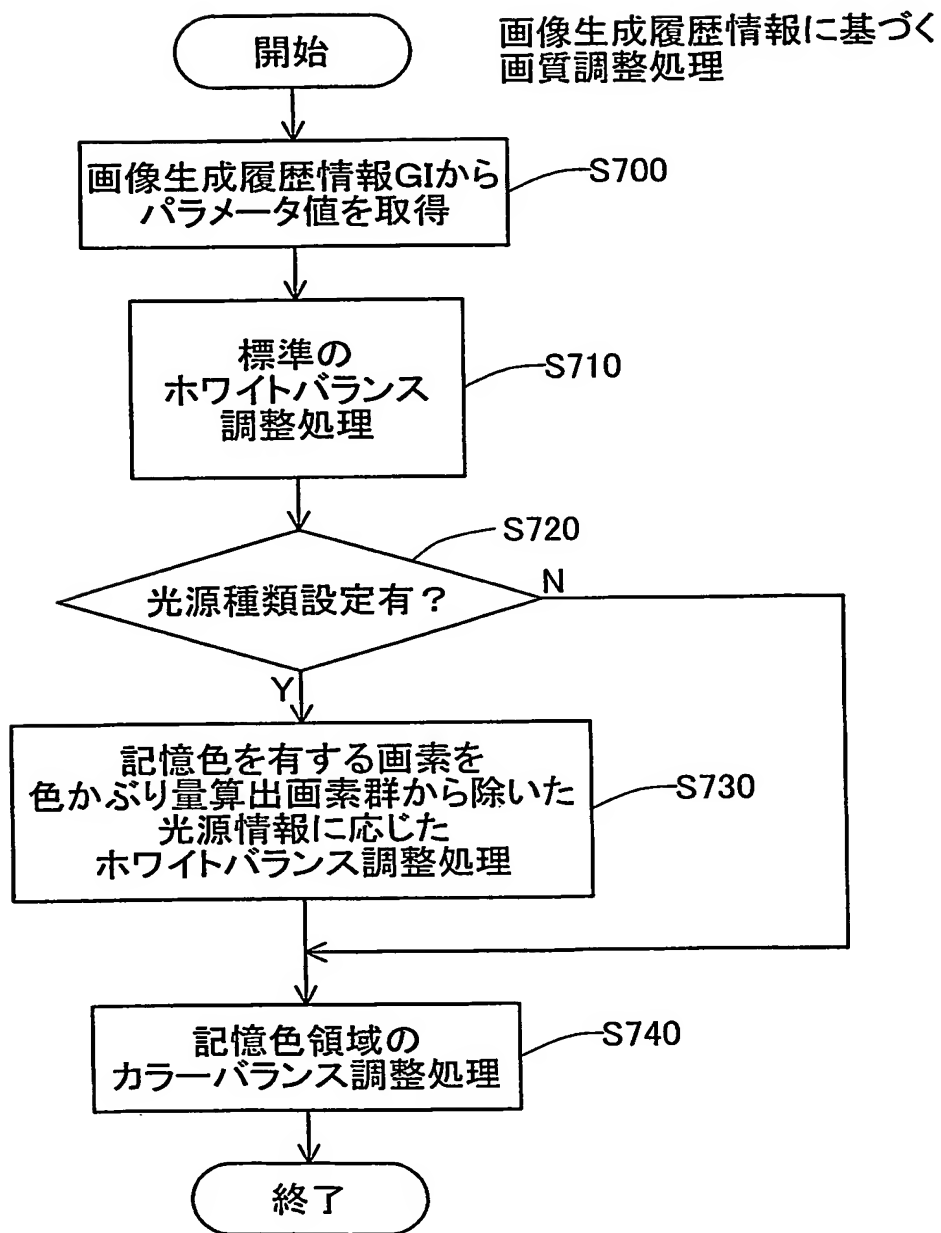 画像生成履歴情報に基づく
画質調整処理
開始
画像生成履歴情報GIから
パラメータ値を取得
S700
標準の
ホワイトバランス
調整処理
S710
S720
光源種類設定有？
N
Y
記憶色を有する画素を
色かぶり量算出画素群から除いた
光源情報に応じた
ホワイトバランス調整処理
S730
記憶色領域の
カラーバランス調整処理
S740
終了